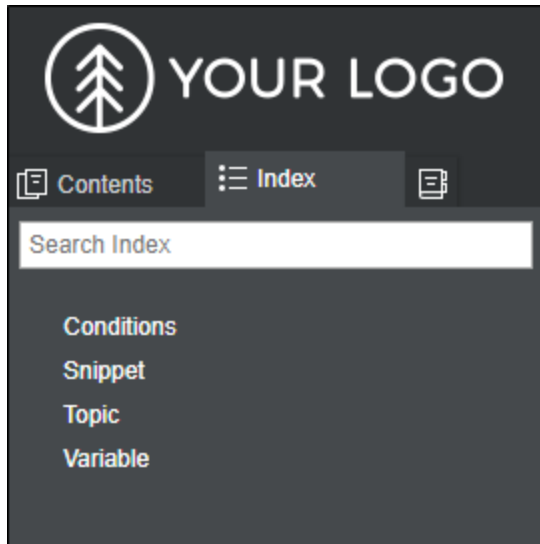 YOUR LOGO
Contents Index
Search Index
Conditions
Snippet
Topic
Variable